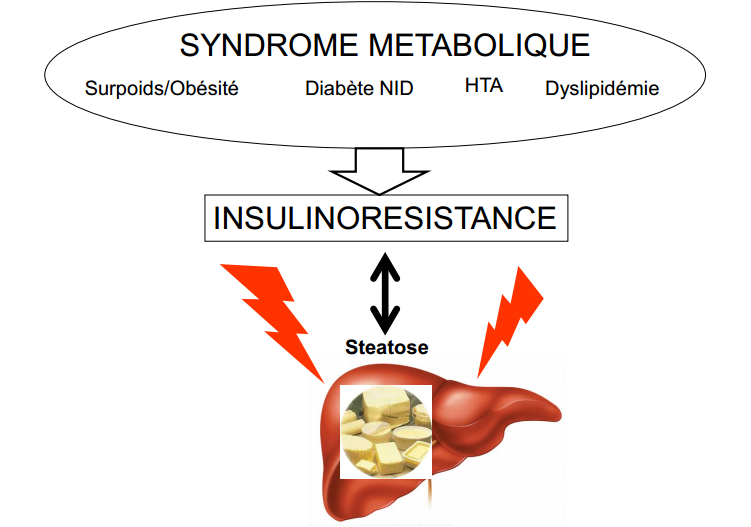 SYNDROME METABOLIQUE
Surpoids/Obésité Diabète NID HTA Dyslipidémie
INSULINORESISTANCE
Steatose